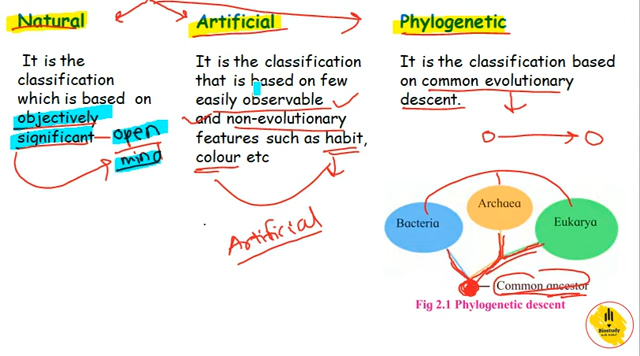 Natural
It is the
classification
which is based on
objectively
significant
open
mind
Artificial
It is the classification
that is based on few
easily observable
and non-evolutionary
features such as habit,
colour etc
Artificial
Phylogenetic
It is the classification based
on common evolutionary
descent.
Bacteria
Archaea
Eukarya
Common ancestor
Fig 2.1 Phylogenetic descent
Biostudy